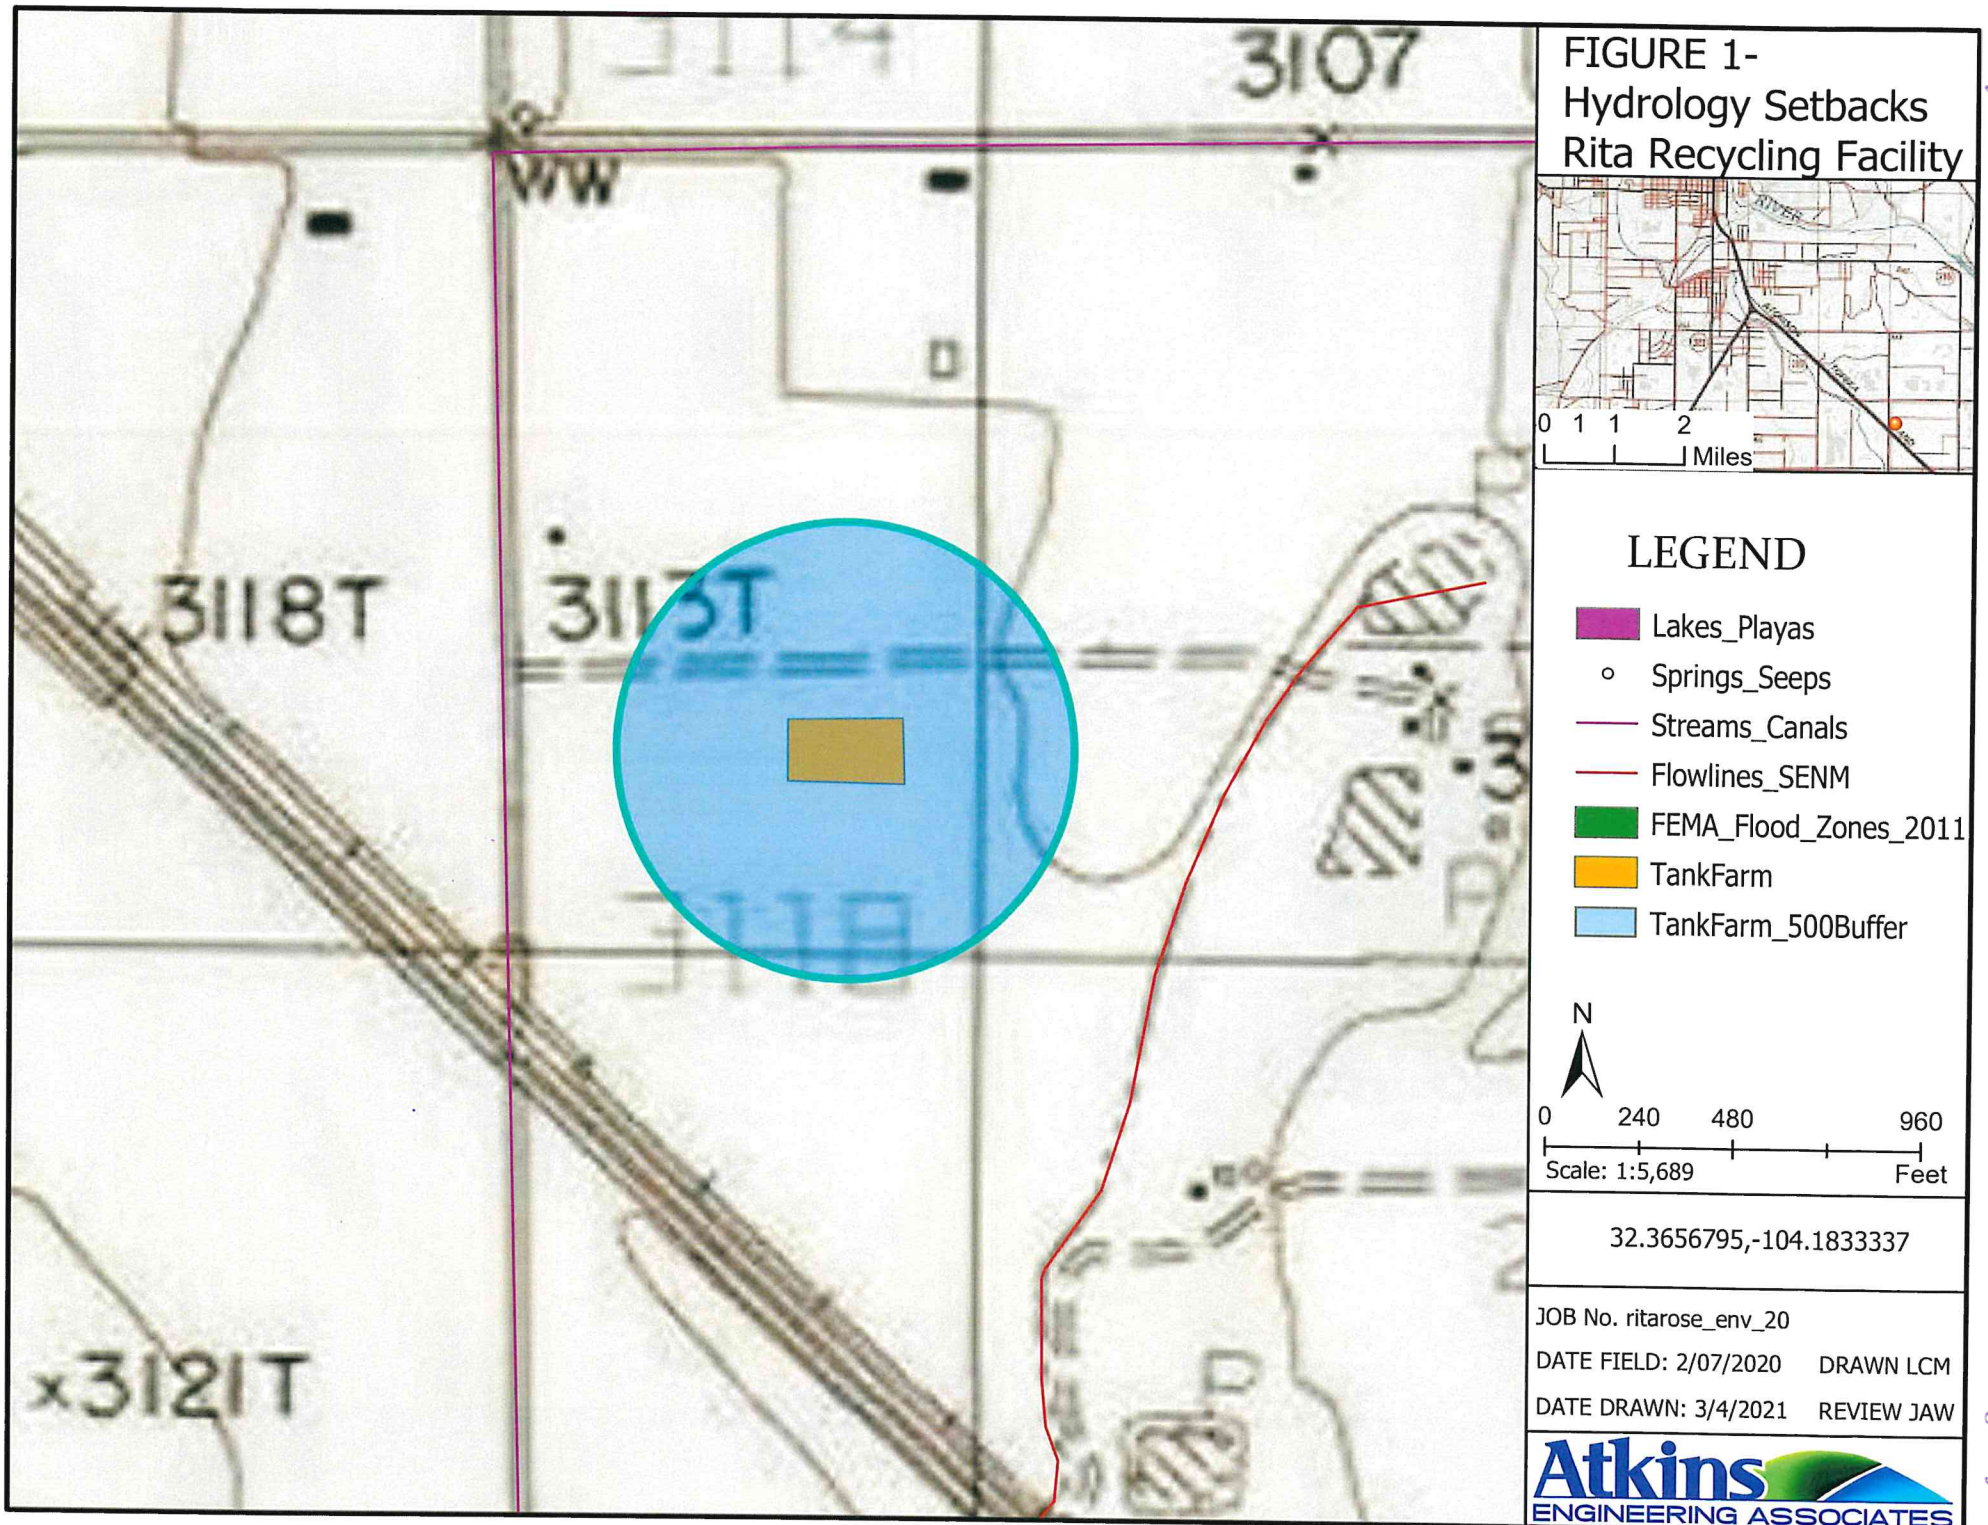 3114
3107
WW
3118T
3113T
3118
x3121T
FIGURE 1-
Hydrology Setbacks
Rita Recycling Facility
RIVER
0 1 1 2
Miles
LEGEND
Lakes_Playas
Springs_Seeps
Streams_Canals
Flowlines_SENM
FEMA_Flood_Zones_2011
TankFarm
TankFarm_500Buffer
N
0 240 480 960
Scale: 1:5,689 Feet
32.3656795,-104.1833337
JOB No. ritarose_env_20
DATE FIELD: 2/07/2020 DRAWN LCM
DATE DRAWN: 3/4/2021 REVIEW JAW
Atkins
ENGINEERING ASSOCIATES